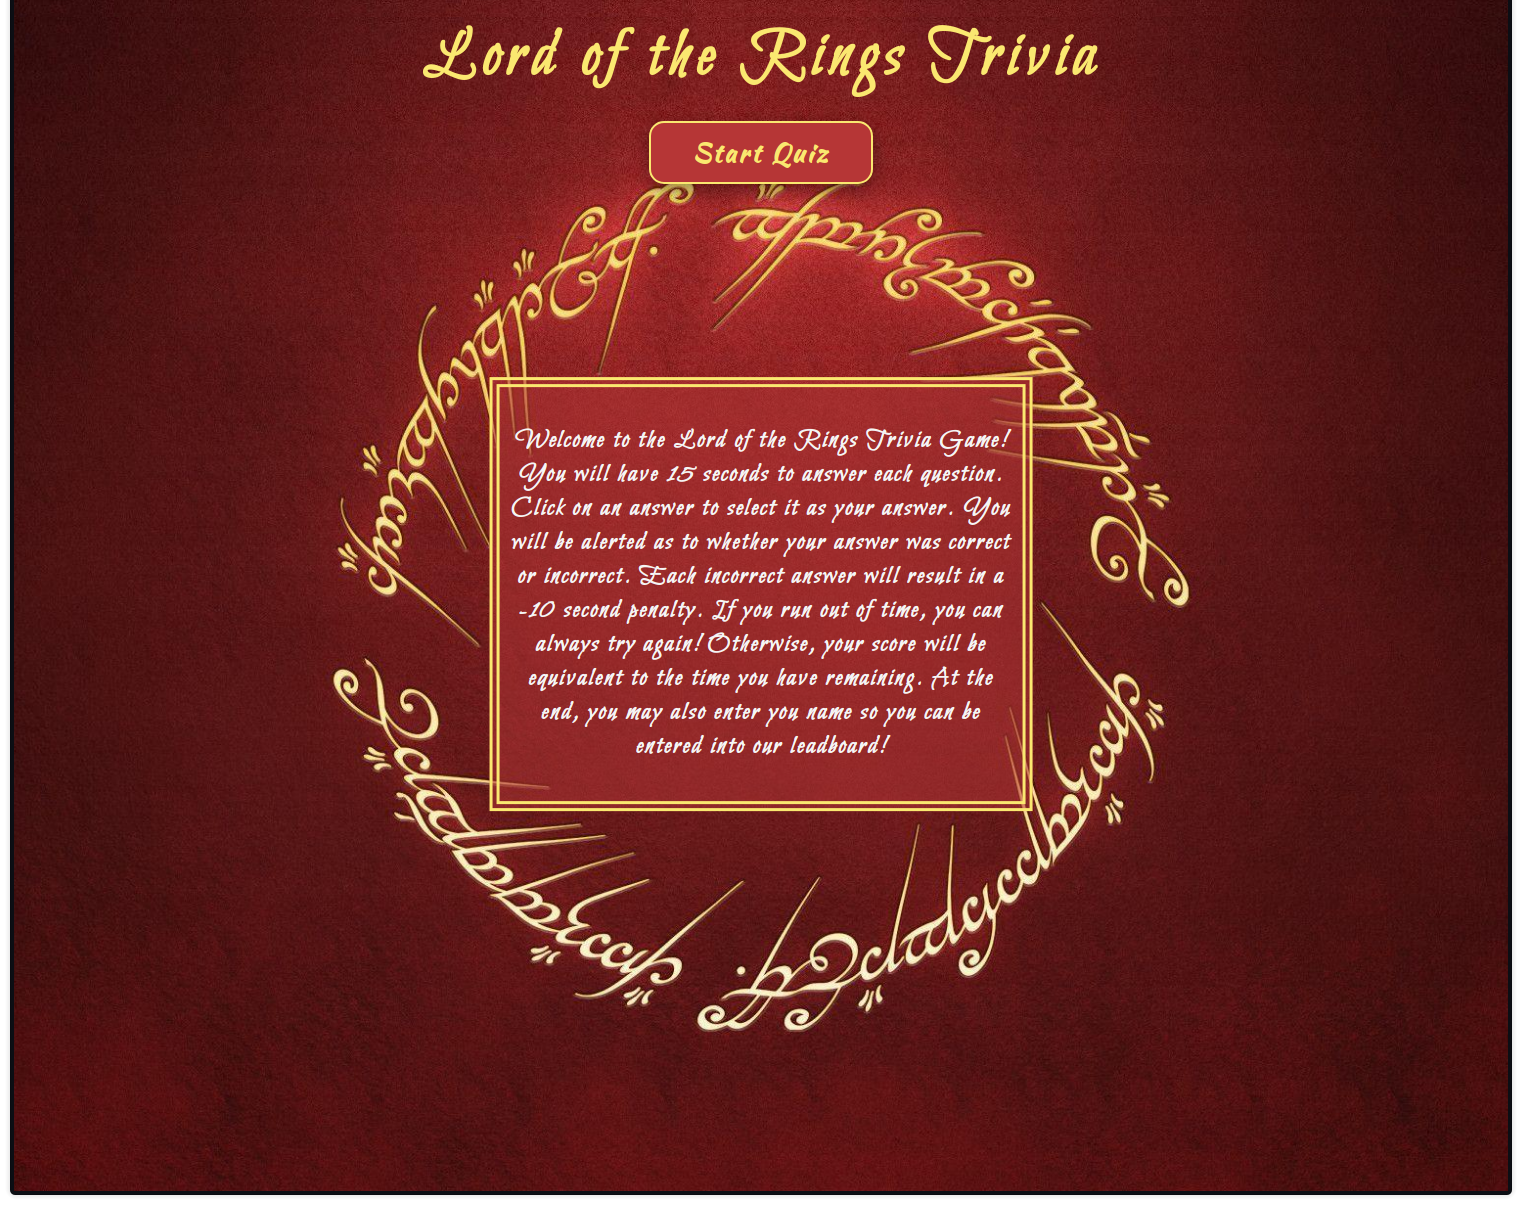 Lord of the Rings Trivia
Start Quiz
Welcome to the Lord of the Rings Trivia Game!
You will have 15 seconds to answer each question.
Click on an answer to select it as your answer. You
will be alerted as to whether your answer was correct
or incorrect. Each incorrect answer will result in a
-10 second penalty. If you run out of time, you can
always try again! Otherwise, your score will be
equivalent to the time you have remaining. At the
end, you may also enter you name so you can be
entered into our leadboard!